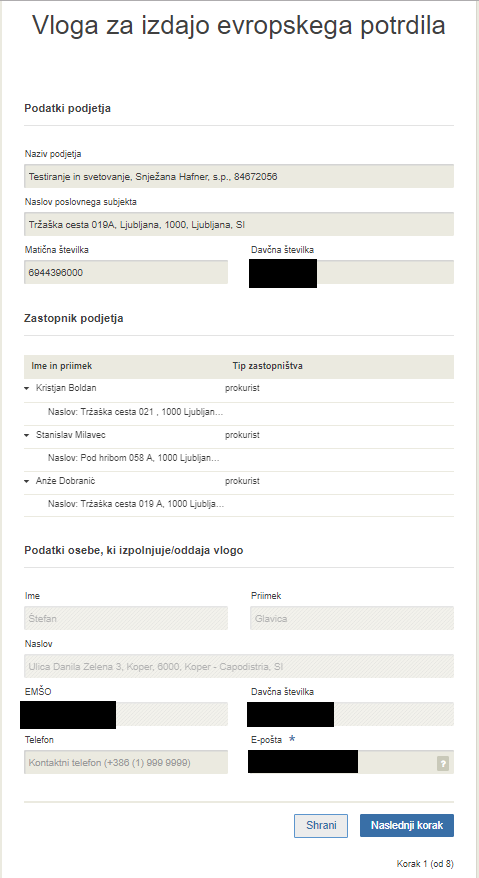 Vloga za izdajo evropskega potrdila
Podatki podjetja
Naziv podjetja
Testiranje in svetovanje, Snježana Hafner, s.p., 84672056
Naslov poslovnega subjekta
Tržaška cesta 019A, Ljubljana, 1000, Ljubljana, SI
Matična številka
Davčna številka
6944396000
Zastopnik podjetja
Ime in priimek
Tip zastopništva
Kristjan Boldan
prokurist
Naslov: Tržaška cesta 021 , 1000 Ljubljan...
Stanislav Milavec
prokurist
Naslov: Pod hribom 058 A, 1000 Ljubljan...
Anže Dobranić
prokurist
Naslov: Tržaška cesta 019 A, 1000 Ljublja...
Podatki osebe, ki izpolnjuje/oddaja vlogo
Ime
Priimek
Štefan
Glavica
Naslov
Ulica Danila Zelena 3, Koper, 6000, Koper - Capodistria, SI
EMŠO
Davčna številka
Telefon
E-pošta *
Kontaktni telefon (+386 (1) 999 9999)
?
Shrani
Naslednji korak
Korak 1 (od 8)